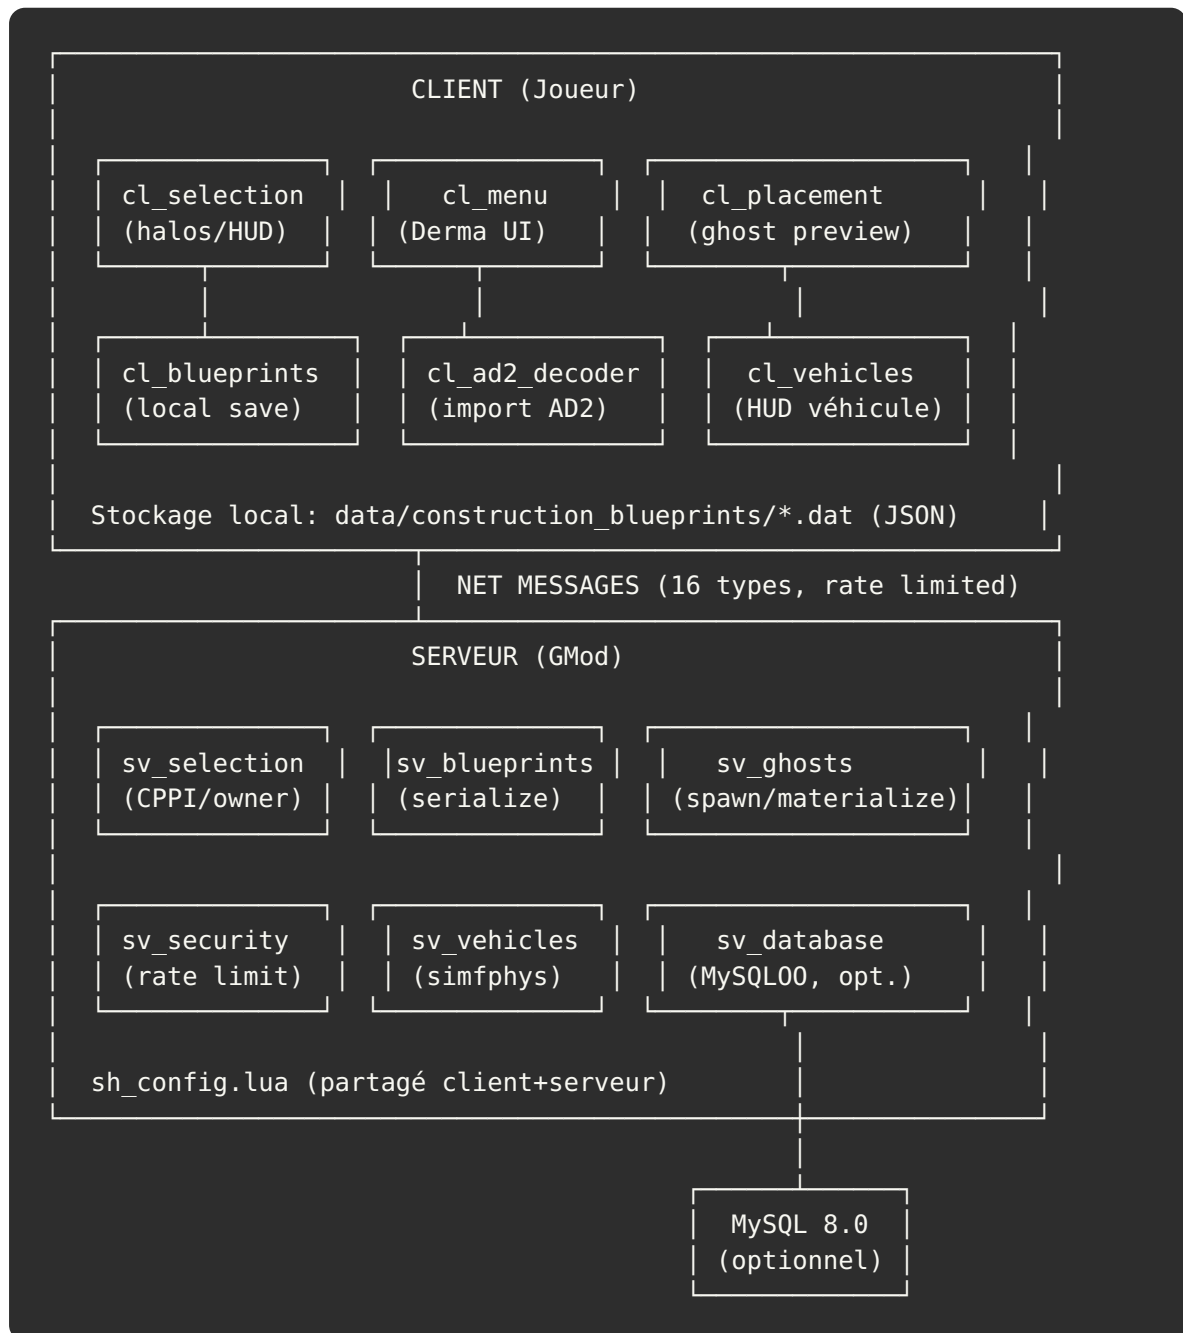 CLIENT (Joueur)
cl_selection cl_menu cl_placement
(halos/HUD) (Derma UI) (ghost preview)
cl_blueprints cl_ad2_decoder cl_vehicles
(local save) (import AD2) (HUD véhicule)
Stockage local: data/construction_blueprints/*.dat (JSON)
NET MESSAGES (16 types, rate limited)
SERVEUR (GMod)
sv_selection sv_blueprints sv_ghosts
(CPPI/owner) (serialize) (spawn/materialize)
sv_security sv_vehicles sv_database
(rate limit) (simfphys) (MySQLOO, opt.)
sh_config.lua (partagé client+serveur)
MySQL 8.0
(optionnel)